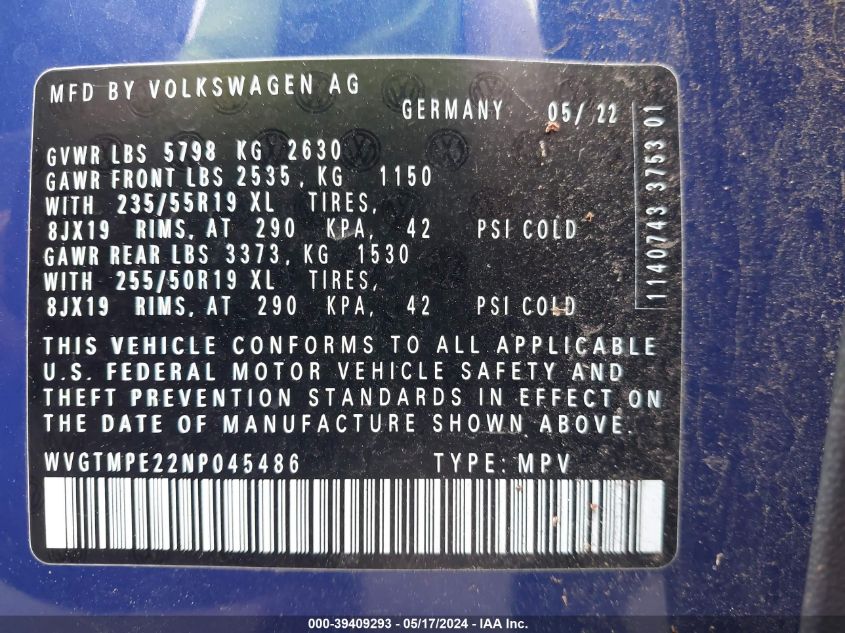 MFD BY VOLKSWAGEN AG
GERMANY 05/ 22
GVWR LBS 5798 KG 2630
GAWR FRONT LBS 2535, KG 1150
WITH 235/55R19 XL TIRES,
8JX19 RIMS, AT 290 KPA, 42 PSI COLD
GAWR REAR LBS 3373, KG 1530
WITH 255/50R19 XL TIRES,
8JX19 RIMS, AT 290 KPA, 42 PSI COLD
1140743 3753 01
THIS VEHICLE CONFORMS TO ALL APPLICABLE
U.S. FEDERAL MOTOR VEHICLE SAFETY AND
THEFT PREVENTION STANDARDS IN EFFECT ON
THE DATE OF MANUFACTURE SHOWN ABOVE.
WVGTMPE22NP045486 TYPE: MPV
000-39409293 - 05/17/2024 - IAA Inc.